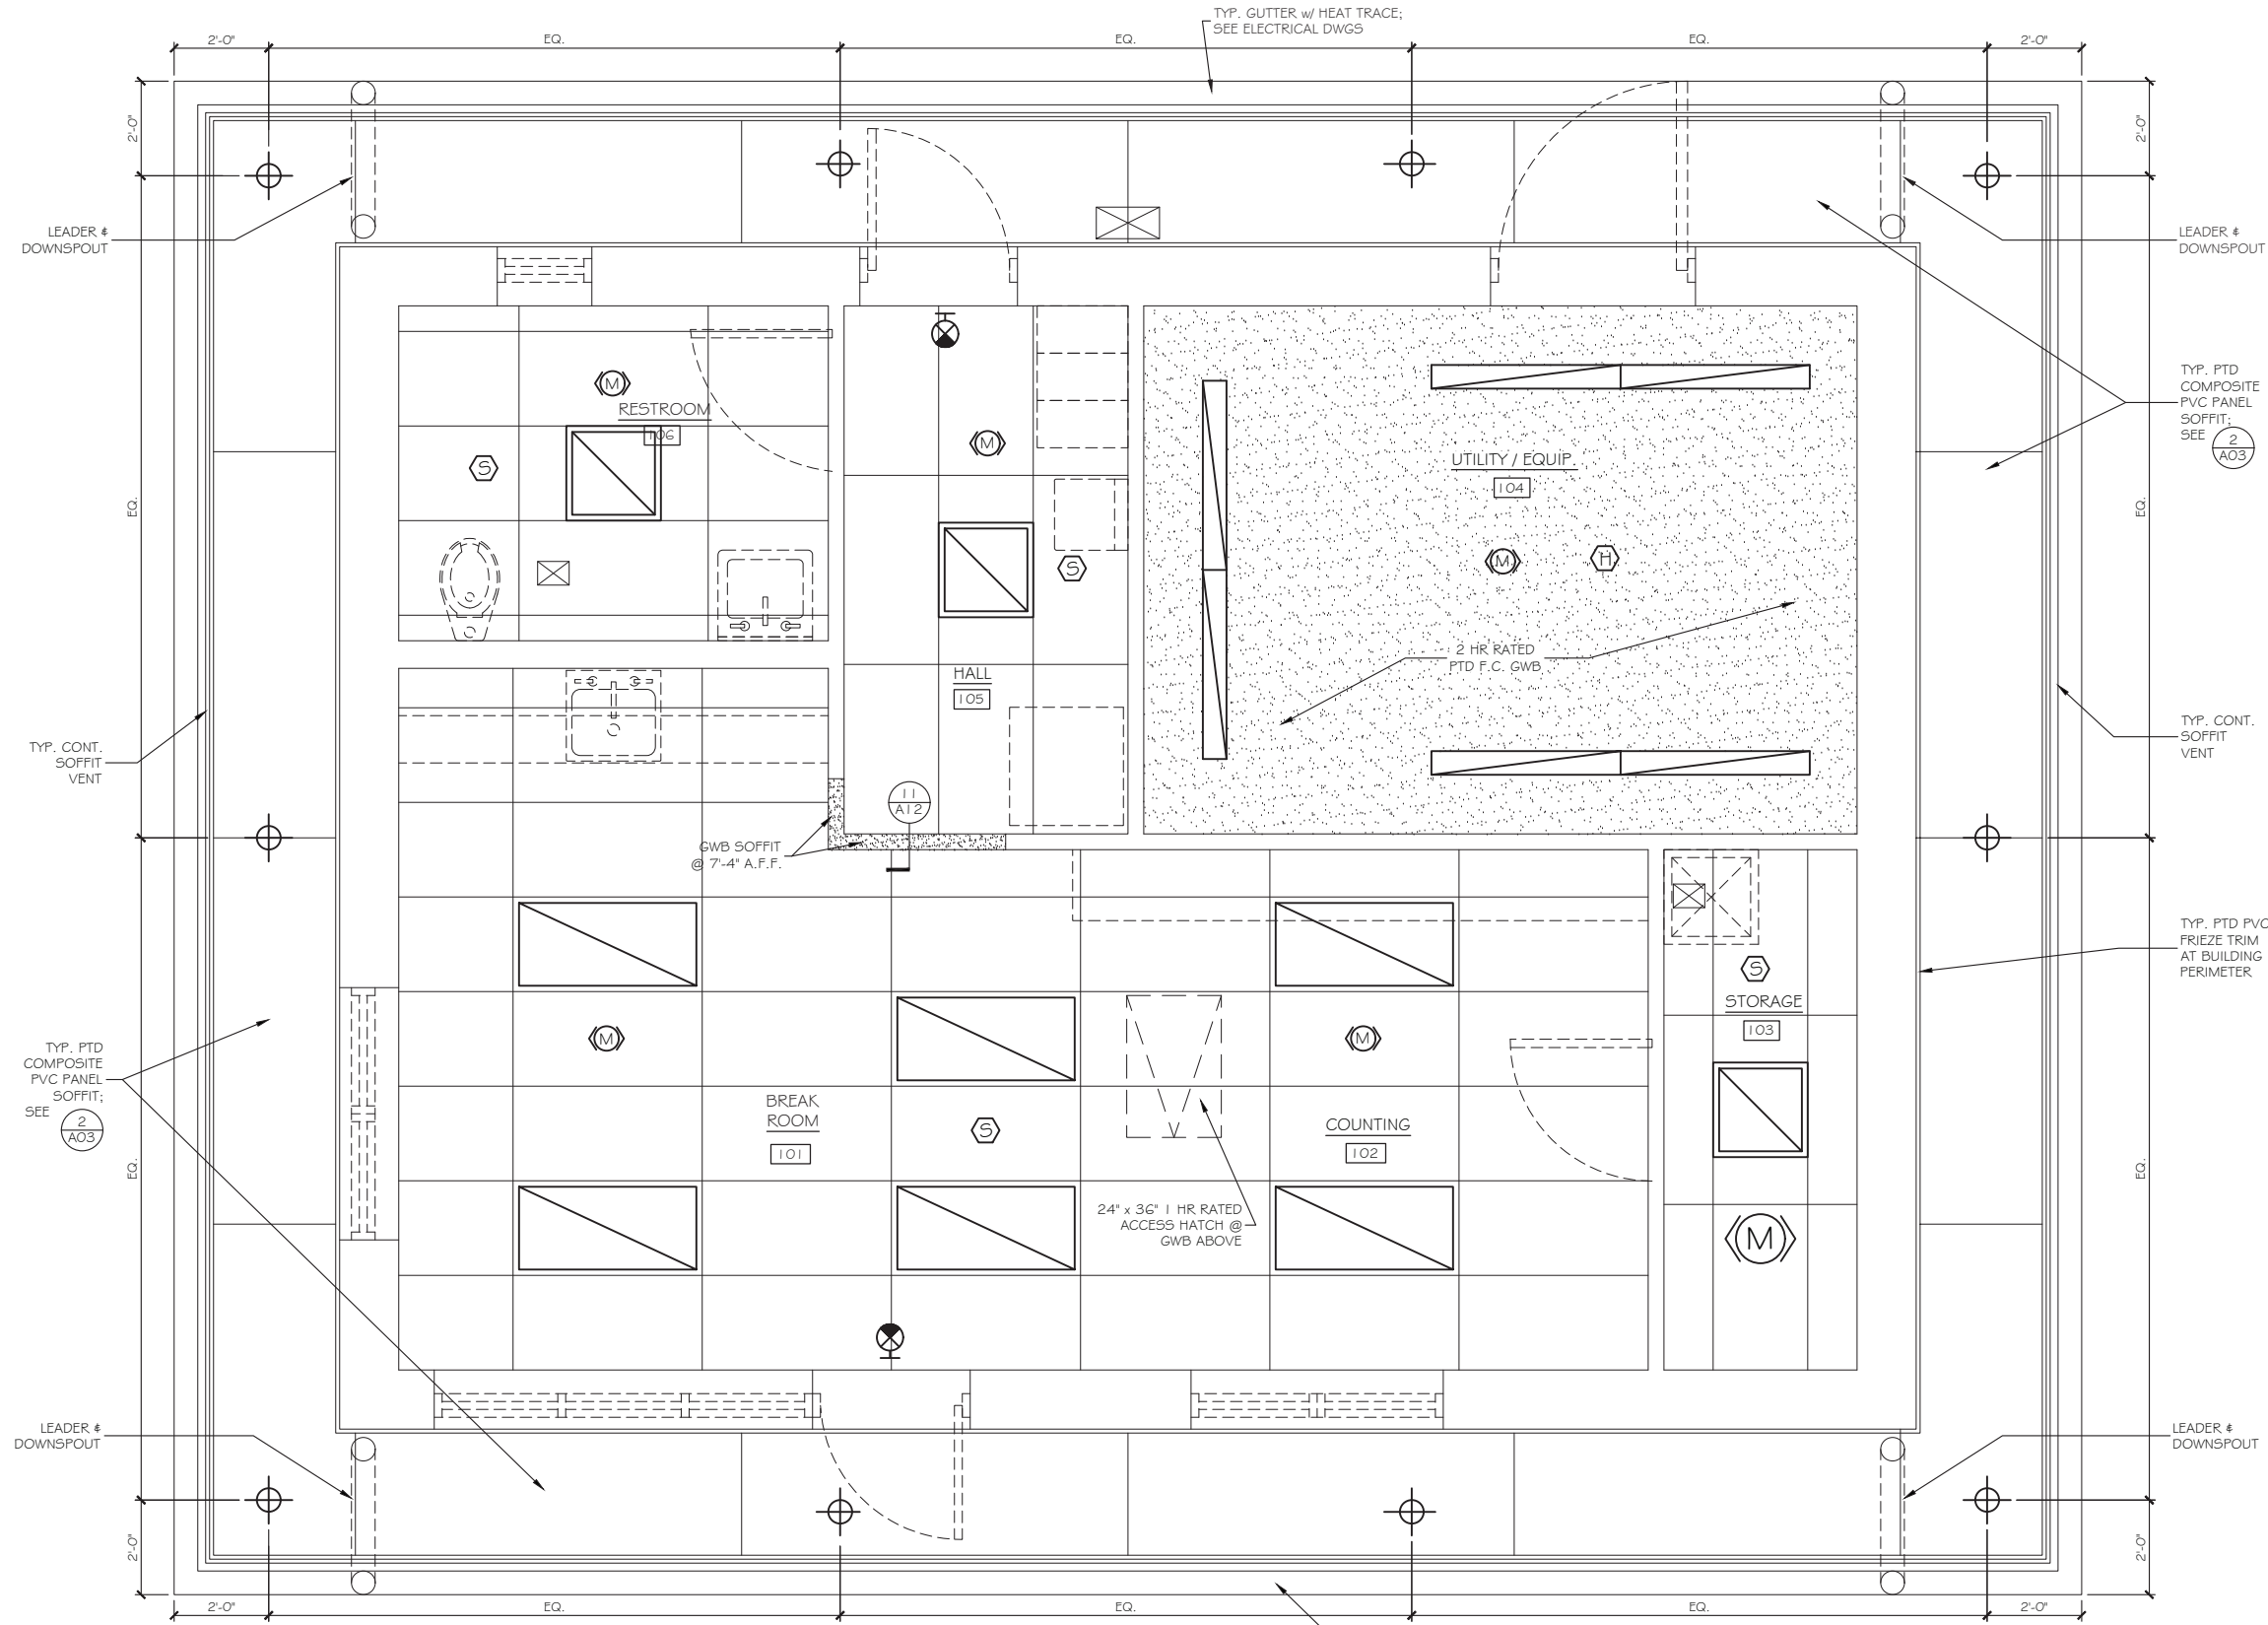 TYP. GUTTER w/ HEAT TRACE;
SEE ELECTRICAL DWGS
2'-0"
EQ.
EQ.
EQ.
2'-0"
2'-0"
2'-0"
LEADER &
DOWNSPOUT
LEADER &
DOWNSPOUT
M
RESTROOM
106
S
M
S
HALL
105
UTILITY / EQUIP.
104
M
H
2 HR RATED
PTD F.C. GWB
TYP. PTD
COMPOSITE
PVC PANEL
SOFFIT;
SEE
2
A03
EQ.
EQ.
TYP. CONT.
SOFFIT
VENT
TYP. CONT.
SOFFIT
VENT
11
A12
GWB SOFFIT
@ 7'-4" A.F.F.
TYP. PTD PVC
FRIEZE TRIM
AT BUILDING
PERIMETER
S
STORAGE
103
M
M
M
BREAK
ROOM
101
S
COUNTING
102
24" x 36" 1 HR RATED
ACCESS HATCH @
GWB ABOVE
TYP. PTD
COMPOSITE
PVC PANEL
SOFFIT;
SEE
2
A03
EQ.
EQ.
LEADER &
DOWNSPOUT
LEADER &
DOWNSPOUT
2'-0"
2'-0"
2'-0"
EQ.
EQ.
EQ.
2'-0"